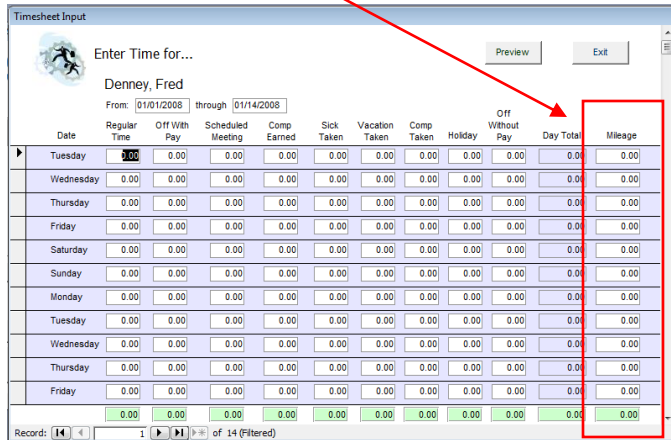 Timesheet Input
Enter Time for...
Preview
Exit
Denney, Fred
From: 01/01/2008 through 01/14/2008
Date Regular Time Off With Pay Scheduled Meeting Comp Earned Sick Taken Vacation Taken Comp Taken Holiday Off Without Pay Day Total Mileage
Tuesday 0.00 0.00 0.00 0.00 0.00 0.00 0.00 0.00 0.00 0.00 0.00
Wednesday 0.00 0.00 0.00 0.00 0.00 0.00 0.00 0.00 0.00 0.00 0.00
Thursday 0.00 0.00 0.00 0.00 0.00 0.00 0.00 0.00 0.00 0.00 0.00
Friday 0.00 0.00 0.00 0.00 0.00 0.00 0.00 0.00 0.00 0.00 0.00
Saturday 0.00 0.00 0.00 0.00 0.00 0.00 0.00 0.00 0.00 0.00 0.00
Sunday 0.00 0.00 0.00 0.00 0.00 0.00 0.00 0.00 0.00 0.00 0.00
Monday 0.00 0.00 0.00 0.00 0.00 0.00 0.00 0.00 0.00 0.00 0.00
Tuesday 0.00 0.00 0.00 0.00 0.00 0.00 0.00 0.00 0.00 0.00 0.00
Wednesday 0.00 0.00 0.00 0.00 0.00 0.00 0.00 0.00 0.00 0.00 0.00
Thursday 0.00 0.00 0.00 0.00 0.00 0.00 0.00 0.00 0.00 0.00 0.00
Friday 0.00 0.00 0.00 0.00 0.00 0.00 0.00 0.00 0.00 0.00 0.00
0.00 0.00 0.00 0.00 0.00 0.00 0.00 0.00 0.00 0.00 0.00
Record: 1 of 14 (Filtered)